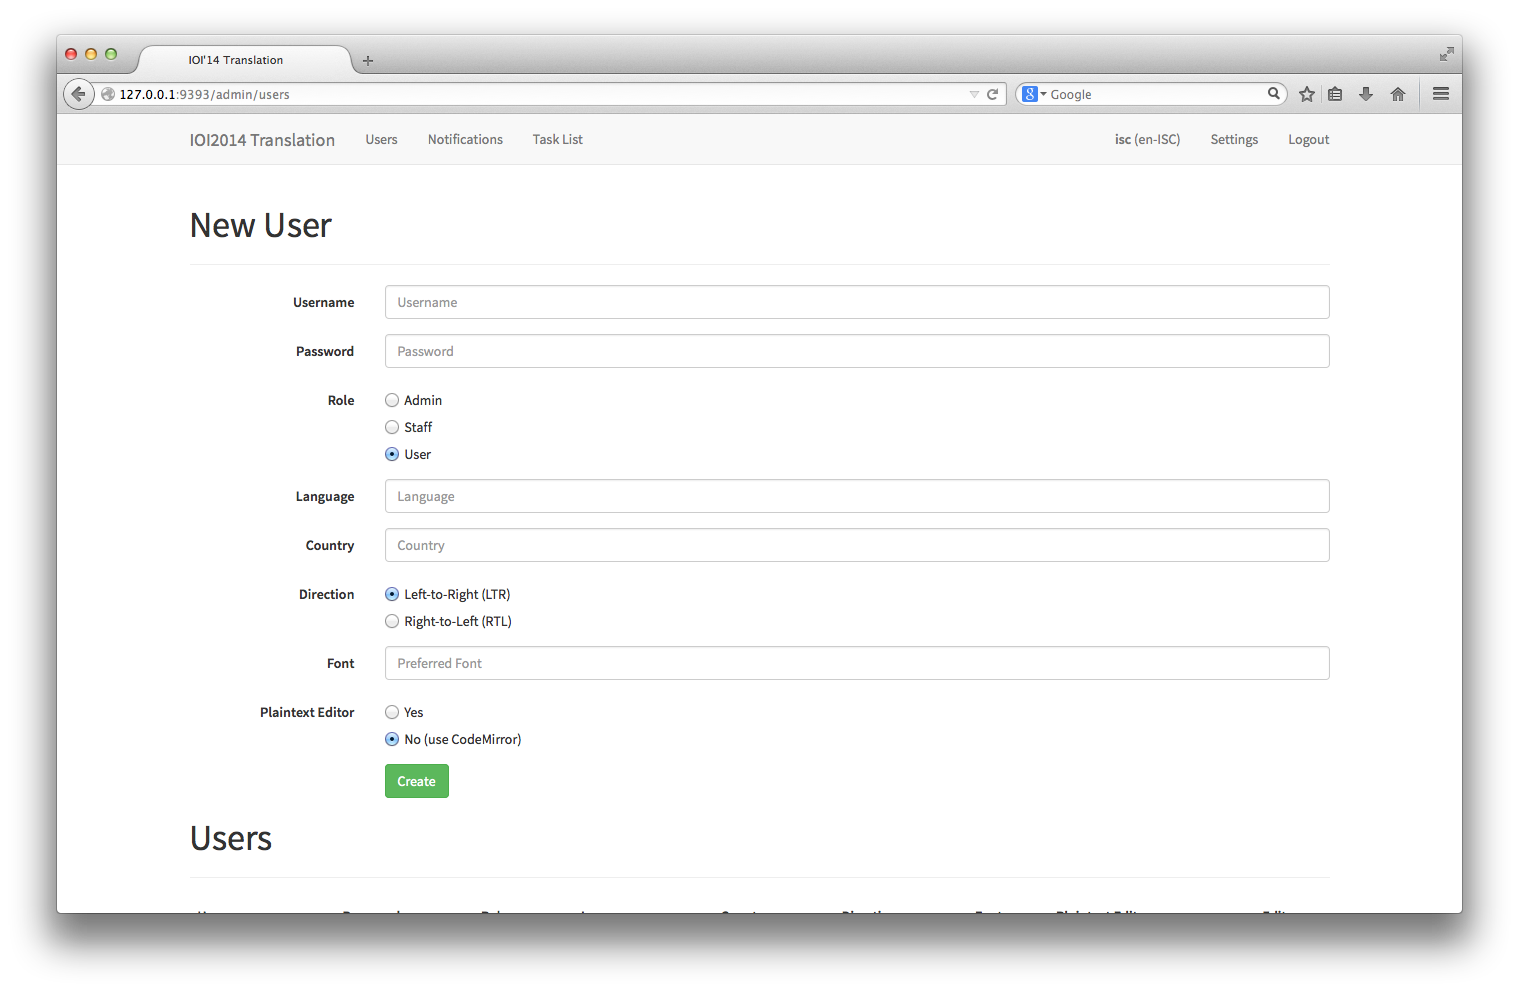 IOI'14 Translation
127.0.0.1:9393/admin/users
Google
IOI2014 Translation Users Notifications Task List isc (en-ISC) Settings Logout
New User
Username Username
Password Password
Role Admin
Staff
User
Language Language
Country Country
Direction Left-to-Right (LTR)
Right-to-Left (RTL)
Font Preferred Font
Plaintext Editor Yes
No (use CodeMirror)
Create
Users